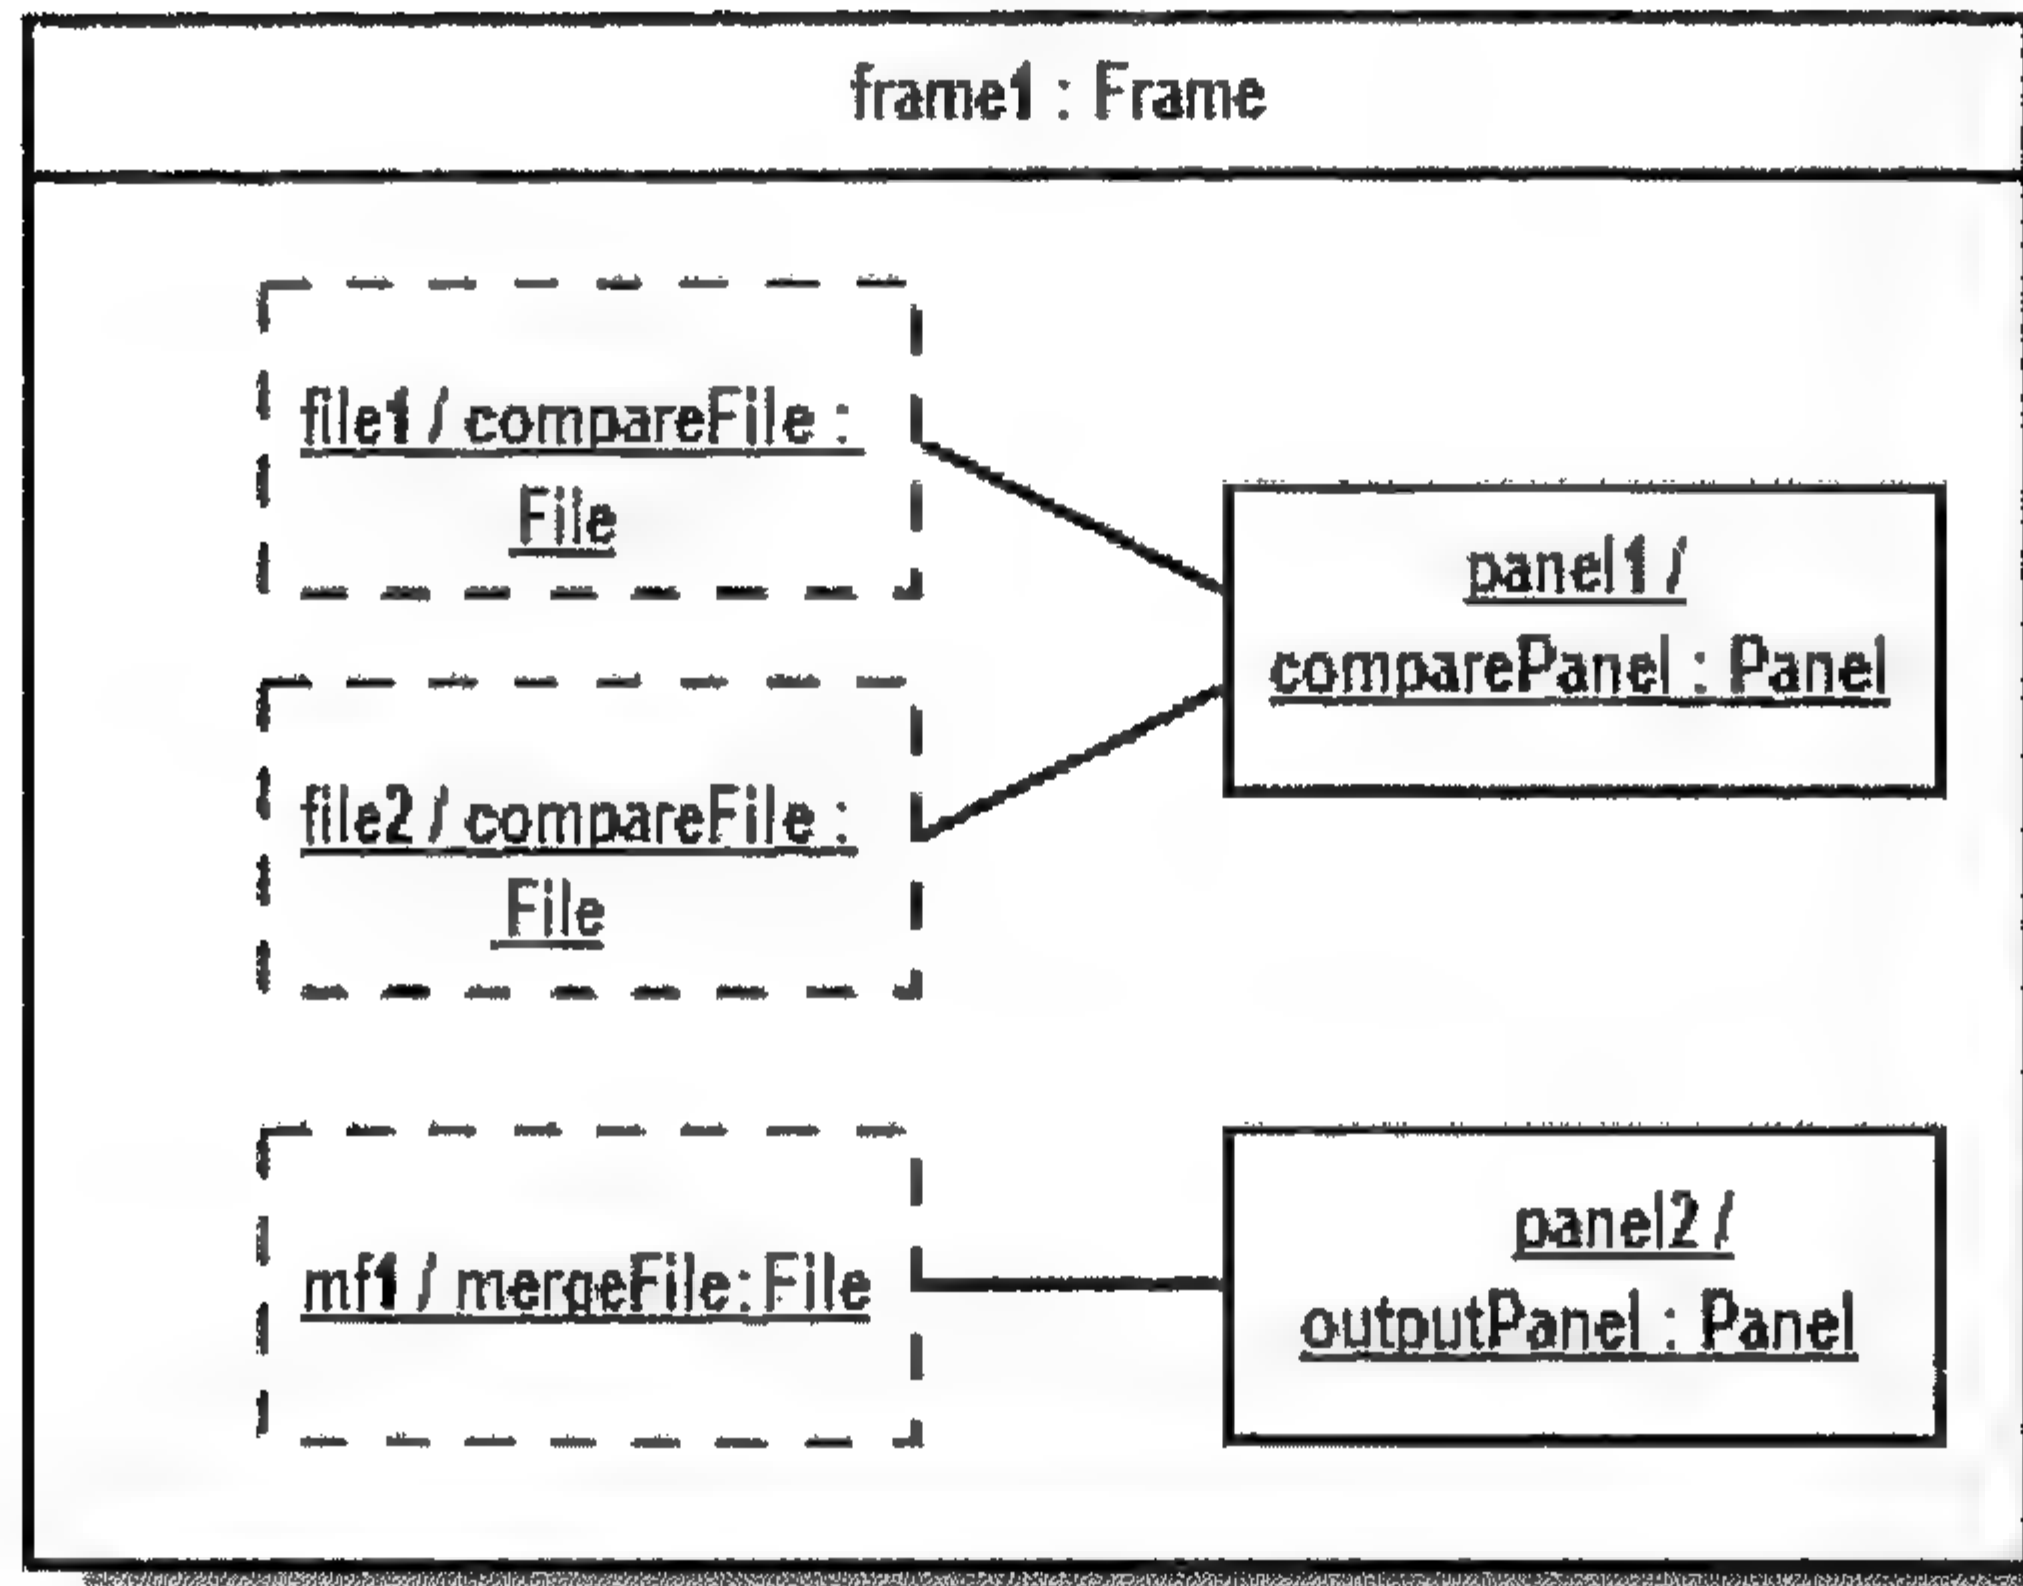 frame1 : Frame
file1 / compareFile :
File
panel1 /
comparePanel : Panel
file2 / compareFile :
File
mf1 / mergeFile: File
panel2 /
outputPanel : Panel